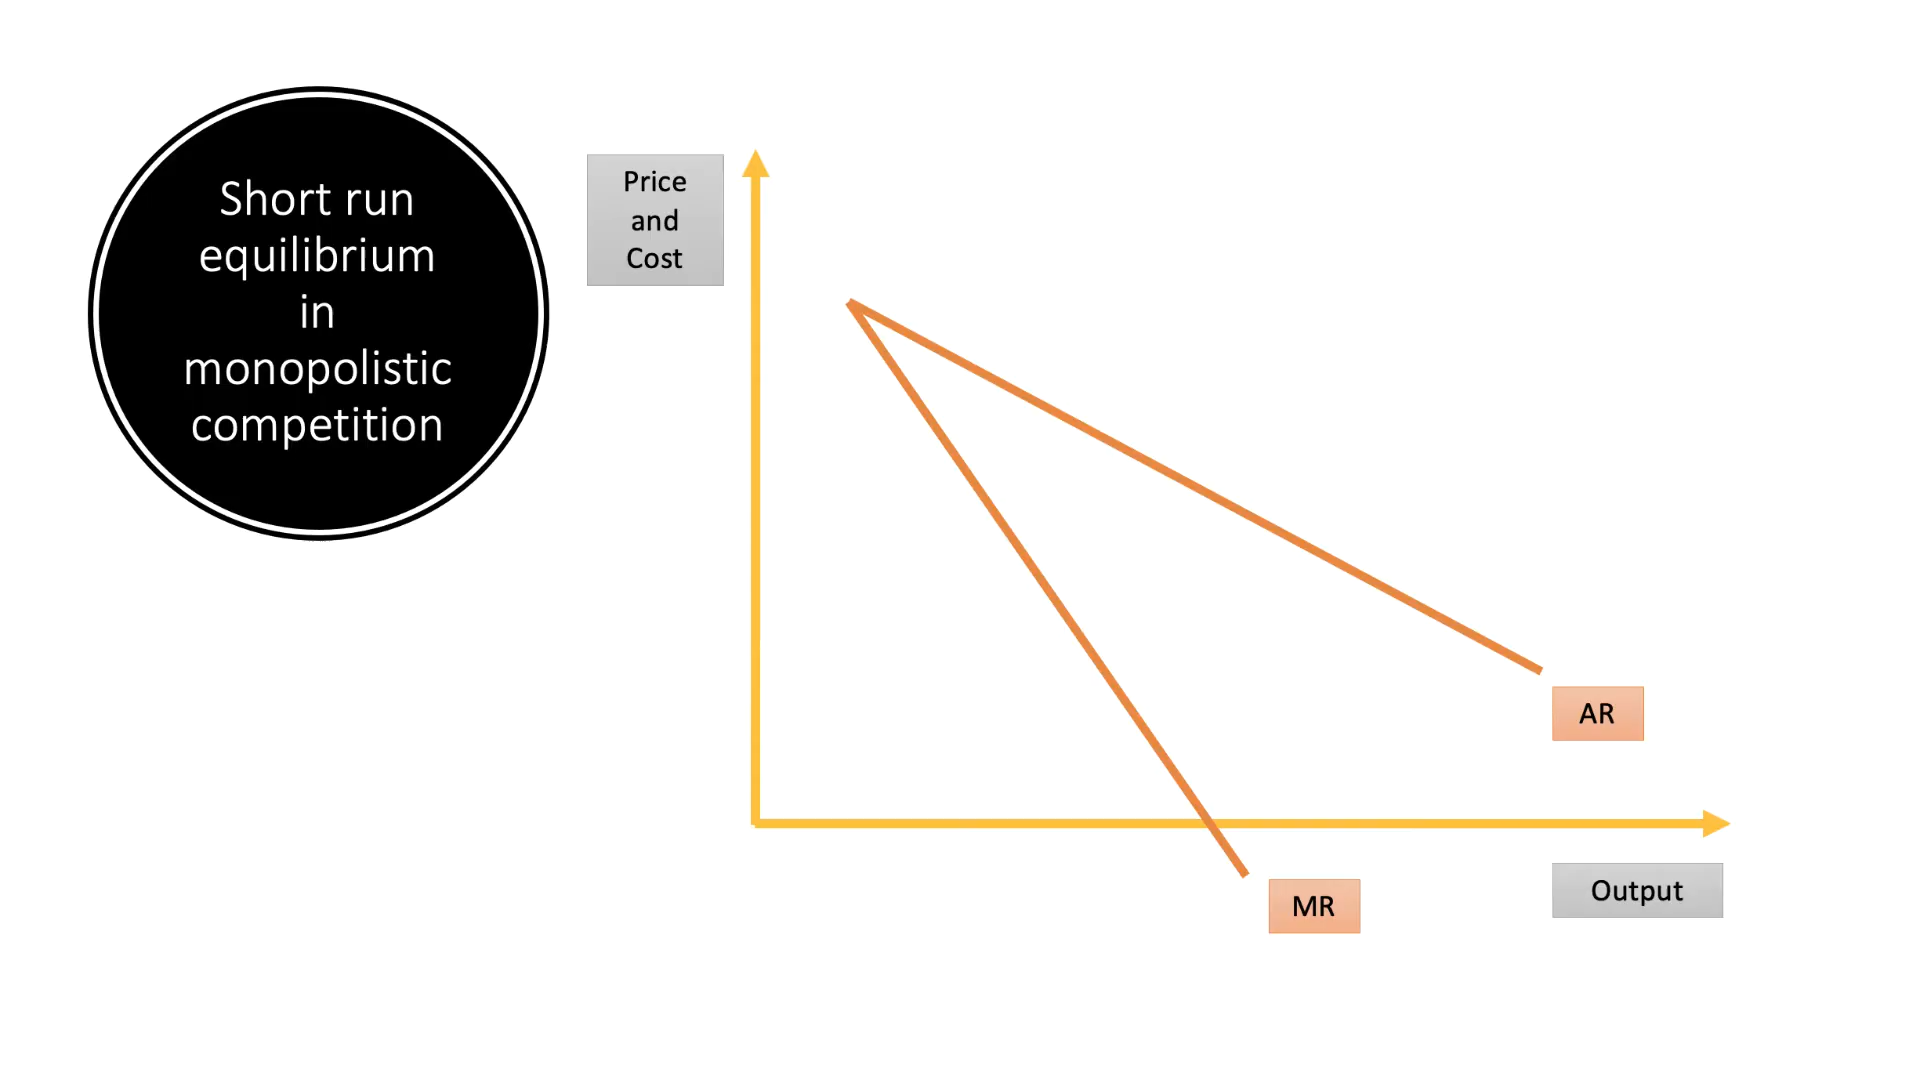 Short run
equilibrium
in
monopolistic
competition
Price
and
Cost
AR
Output
MR